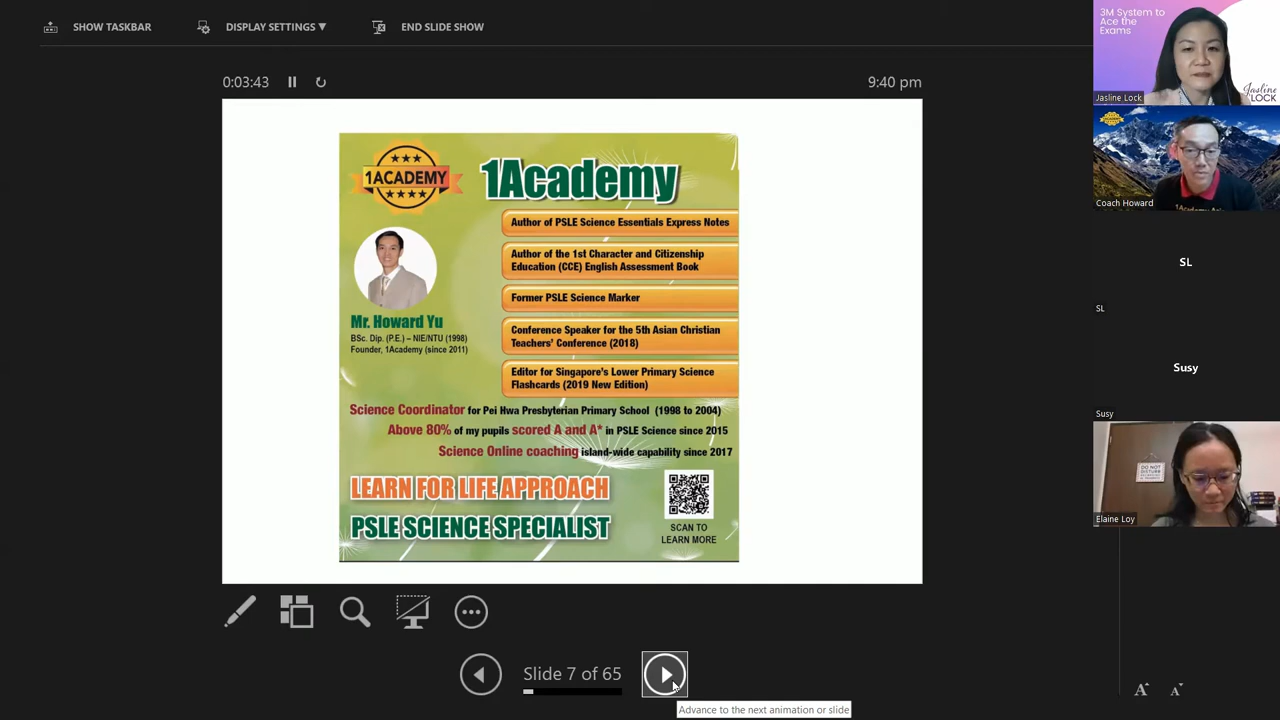 SHOW TASKBAR
DISPLAY SETTINGS ▼
END SLIDE SHOW
0:03:43
9:40 pm
1ACADEMY
1Academy
Author of PSLE Science Essentials Express Notes
Author of the 1st Character and Citizenship
Education (CCE) English Assessment Book
Former PSLE Science Marker
Conference Speaker for the 5th Asian Christian
Teachers' Conference (2018)
Editor for Singapore's Lower Primary Science
Flashcards (2019 New Edition)
Mr. Howard Yu
BSc. Dip. (P.E.) – NIE/NTU (1998)
Founder, 1Academy (since 2011)
Science Coordinator for Pei Hwa Presbyterian Primary School (1998 to 2004)
Above 80% of my pupils scored A and A* in PSLE Science since 2015
Science Online coaching island-wide capability since 2017
LEARN FOR LIFE APPROACH
PSLE SCIENCE SPECIALIST
SCAN TO
LEARN MORE
Slide 7 of 65
Advance to the next animation or slide
3M System to
Ace the
Exams
Jasline
LOCK
Jasline Lock
Coach Howard
SL
SL
Susy
Susy
DO NOT
DISTURB
Elaine Loy
A
A